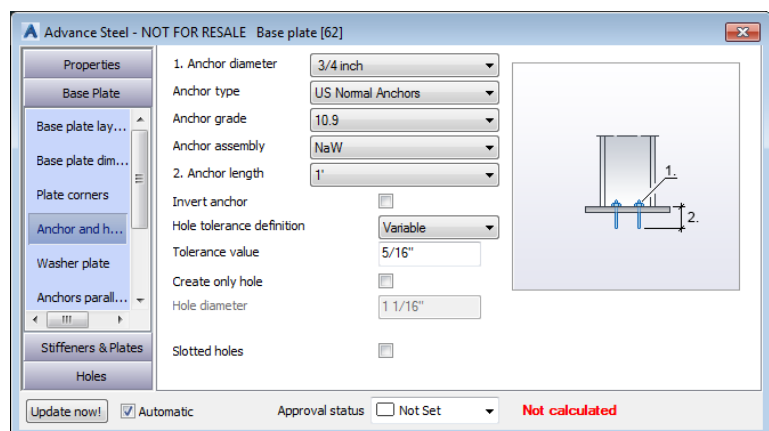 Advance Steel - NOT FOR RESALE Base plate [62]
Properties
Base Plate
Base plate lay...
Base plate dim...
Plate corners
Anchor and h...
Washer plate
Anchors parall...
Stiffeners & Plates
Holes
1. Anchor diameter 3/4 inch
Anchor type US Normal Anchors
Anchor grade 10.9
Anchor assembly NaW
2. Anchor length 1'
Invert anchor
Hole tolerance definition Variable
Tolerance value 5/16"
Create only hole
Hole diameter 1 1/16"
Slotted holes
1.
2.
Update now! Automatic Approval status Not Set Not calculated